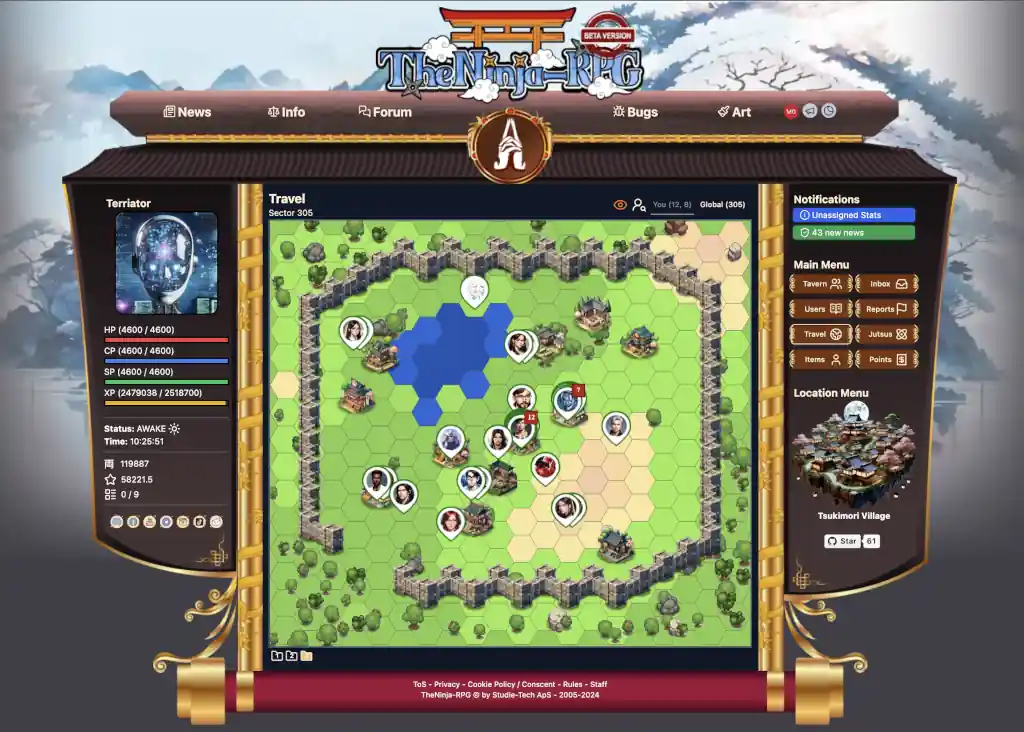 TheNinja-RPG
BETA VERSION
News
Info
Forum
Bugs
Art
Terriator
HP (4600 / 4600)
CP (4600 / 4600)
SP (4600 / 4600)
XP (2479038 / 2518700)
Status: AWAKE
Time: 10:25:51
両 119887
58221.5
0 / 9
Travel
Sector 305
You (12, 8)
Global (305)
?
12
Notifications
Unassigned Stats
43 new news
Main Menu
Tavern
Inbox
Users
Reports
Travel
Jutsus
Items
Points
Location Menu
Tsukimori Village
Star 61
ToS - Privacy - Cookie Policy / Conscent - Rules - Staff
TheNinja-RPG © by Studie-Tech ApS - 2005-2024